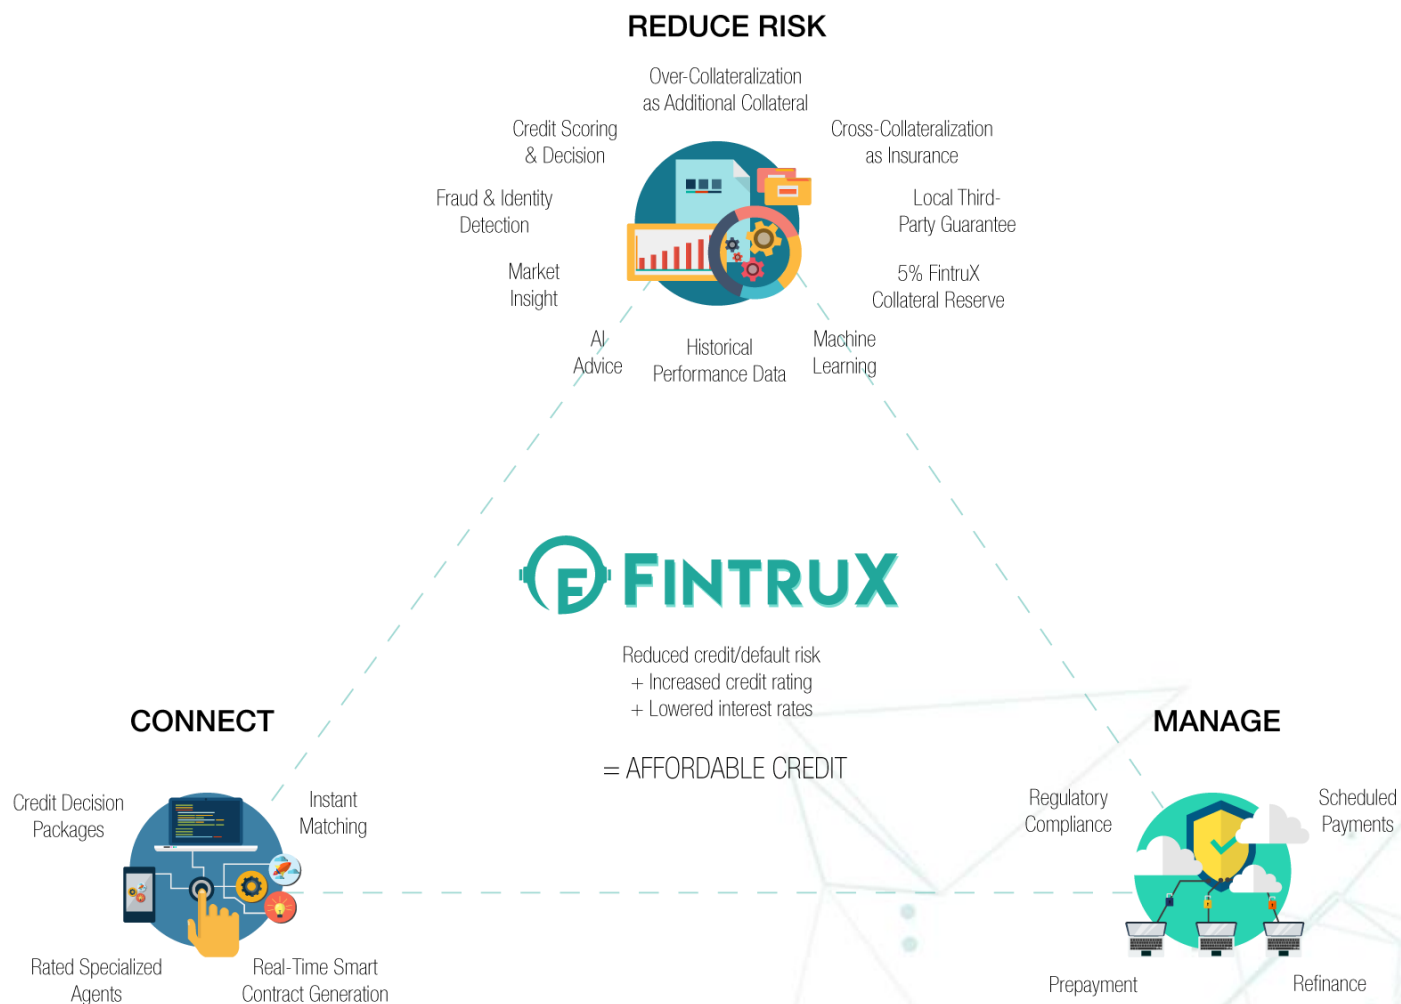 REDUCE RISK
Over-Collateralization
as Additional Collateral
Credit Scoring
& Decision
Cross-Collateralization
as Insurance
Fraud & Identity
Detection
Local Third-
Party Guarantee
Market
Insight
5% FintruX
Collateral Reserve
AI
Advice
Historical
Performance Data
Machine
Learning
FINTRUX
Reduced credit/default risk
+ Increased credit rating
+ Lowered interest rates
= AFFORDABLE CREDIT
CONNECT
Credit Decision
Packages
Instant
Matching
Rated Specialized
Agents
Real-Time Smart
Contract Generation
MANAGE
Regulatory
Compliance
Scheduled
Payments
Prepayment
Refinance